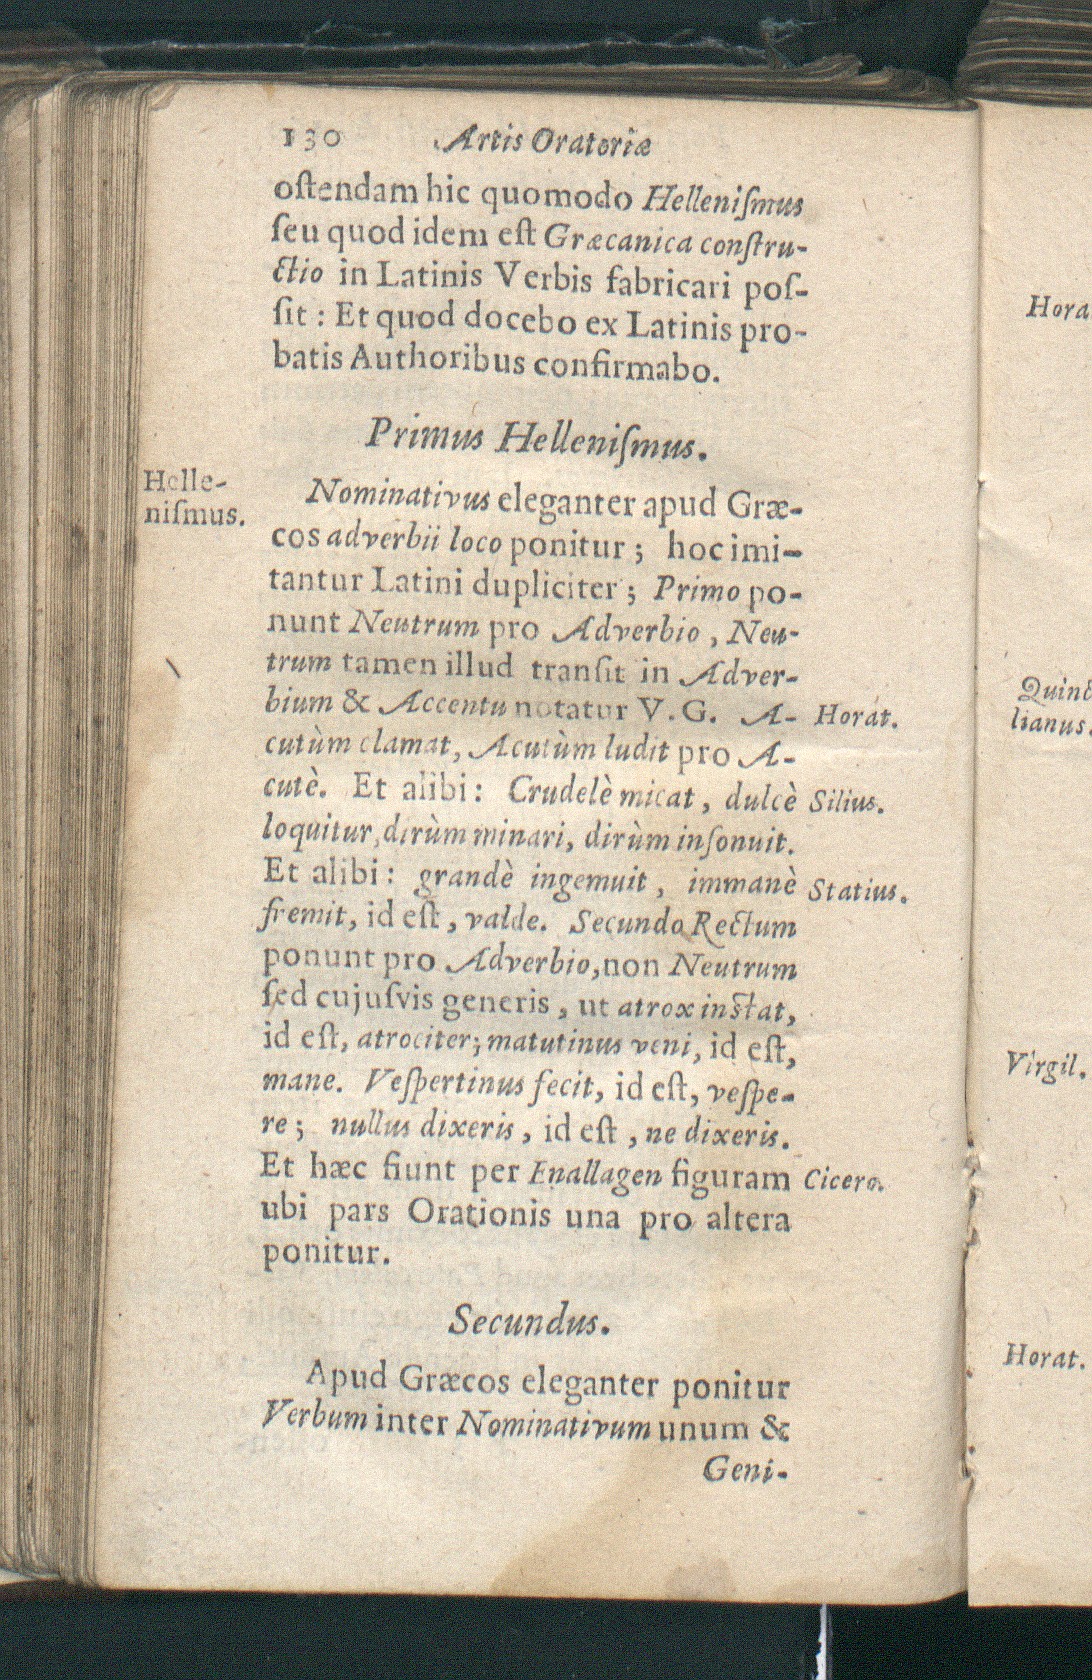 130 Artis Oratoriæ
ostendam hic quomodo Hellenismus
seu quod idem est Græcanica constru-
ctio in Latinis Verbis fabricari pos-
sit : Et quod docebo ex Latinis pro-
batis Authoribus confirmabo.
Primus Hellenismus.
Helle-
nismus.
Nominativus eleganter apud Græ-
cos adverbii loco ponitur ; hoc imi-
tantur Latini dupliciter ; Primo po-
nunt Neutrum pro Adverbio , Neu-
trum tamen illud transit in Adver-
bium & Accentu notatur V. G. A- Horat.
cutùm clamat, Acutùm ludit pro A-
cutè. Et alibi : Crudelè micat , dulcè Silius.
loquitur, dirùm minari, dirùm insonuit.
Et alibi : grandè ingemuit , immanè Statius.
fremit, id est , valde. Secundo Rectum
ponunt pro Adverbio, non Neutrum
sed cujusvis generis , ut atrox instat,
id est, atrociter; matutinus veni, id est,
mane. Vespertinus fecit, id est, vespe-
re ; nullus dixeris , id est , ne dixeris.
Et hæc fiunt per Enallagen figuram Cicero.
ubi pars Orationis una pro altera
ponitur.
Secundus.
Apud Græcos eleganter ponitur
Verbum inter Nominativum unum &
Geni-
Hora
Quinct
lianus.
Virgil.
Horat.